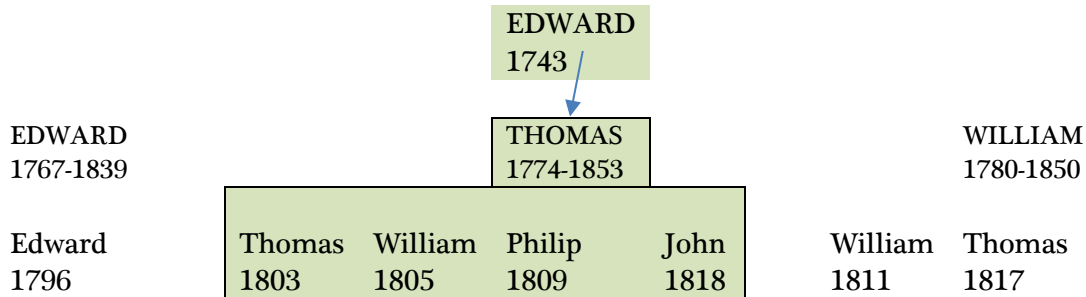 EDWARD
1743
EDWARD THOMAS WILLIAM
1767-1839 1774-1853 1780-1850
Edward Thomas William Philip John William Thomas
1796 1803 1805 1809 1818 1811 1817